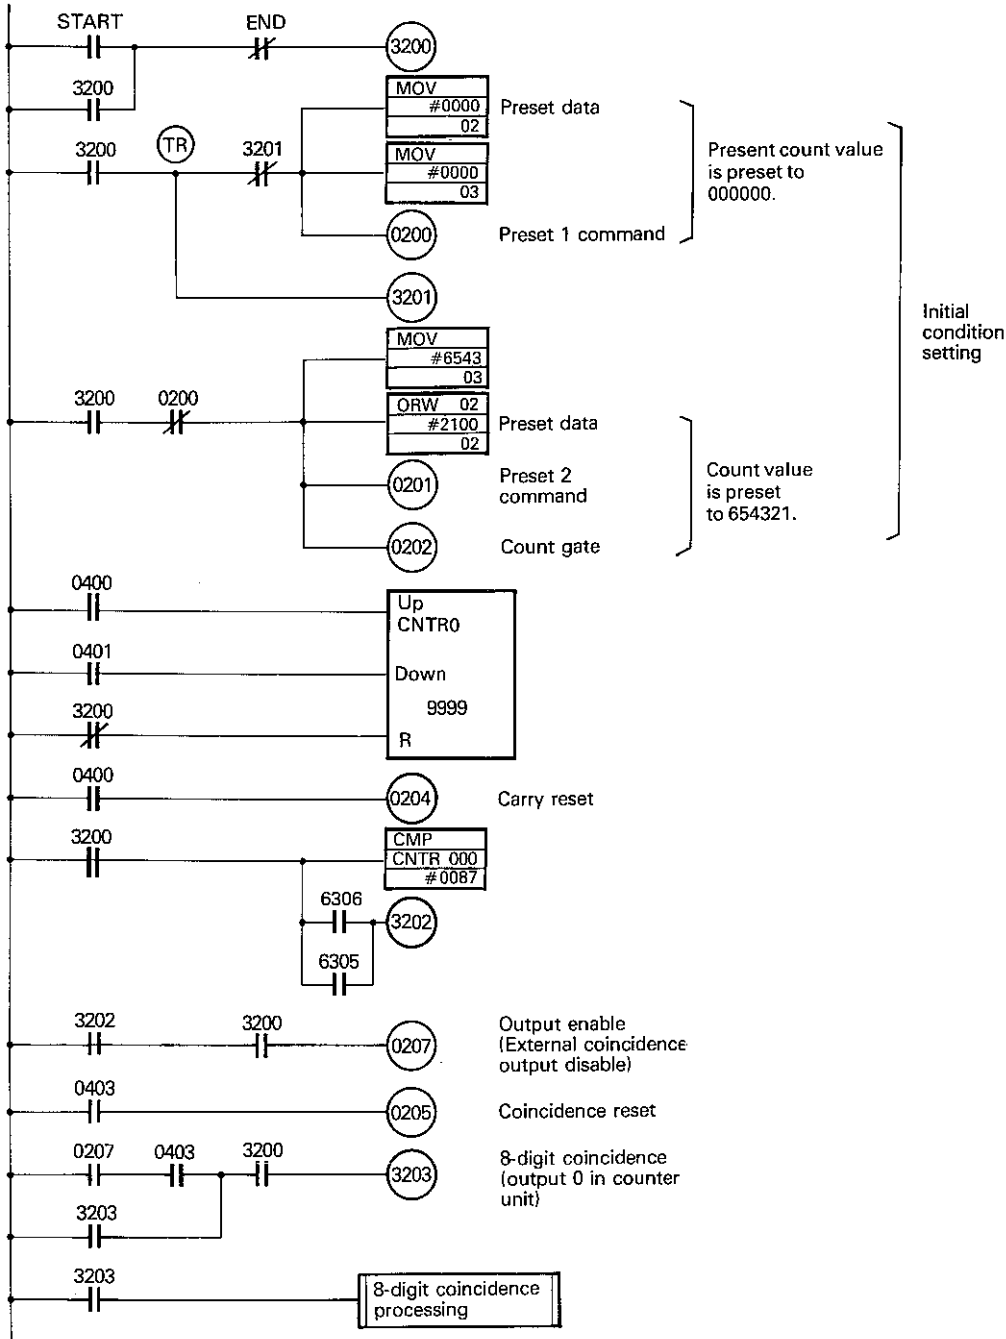 START END
3200
3200
MOV
#0000
02
Preset data
3200 TR 3201
MOV
#0000
03
Present count value
is preset to
000000.
0200 Preset 1 command
3201
Initial
condition
setting
MOV
#6543
03
3200 0200
ORW 02
#2100
02
Preset data
0201
Preset 2
command
Count value
is preset
to 654321.
0202 Count gate
0400
Up
CNTR0
0401
Down
9999
3200
R
0400
0204 Carry reset
3200
CMP
CNTR 000
#0087
6306
3202
6305
3202 3200
0207
Output enable
(External coincidence
output disable)
0403
0205 Coincidence reset
0207 0403 3200
3203
8-digit coincidence
(output 0 in counter
unit)
3203
3203
8-digit coincidence
processing